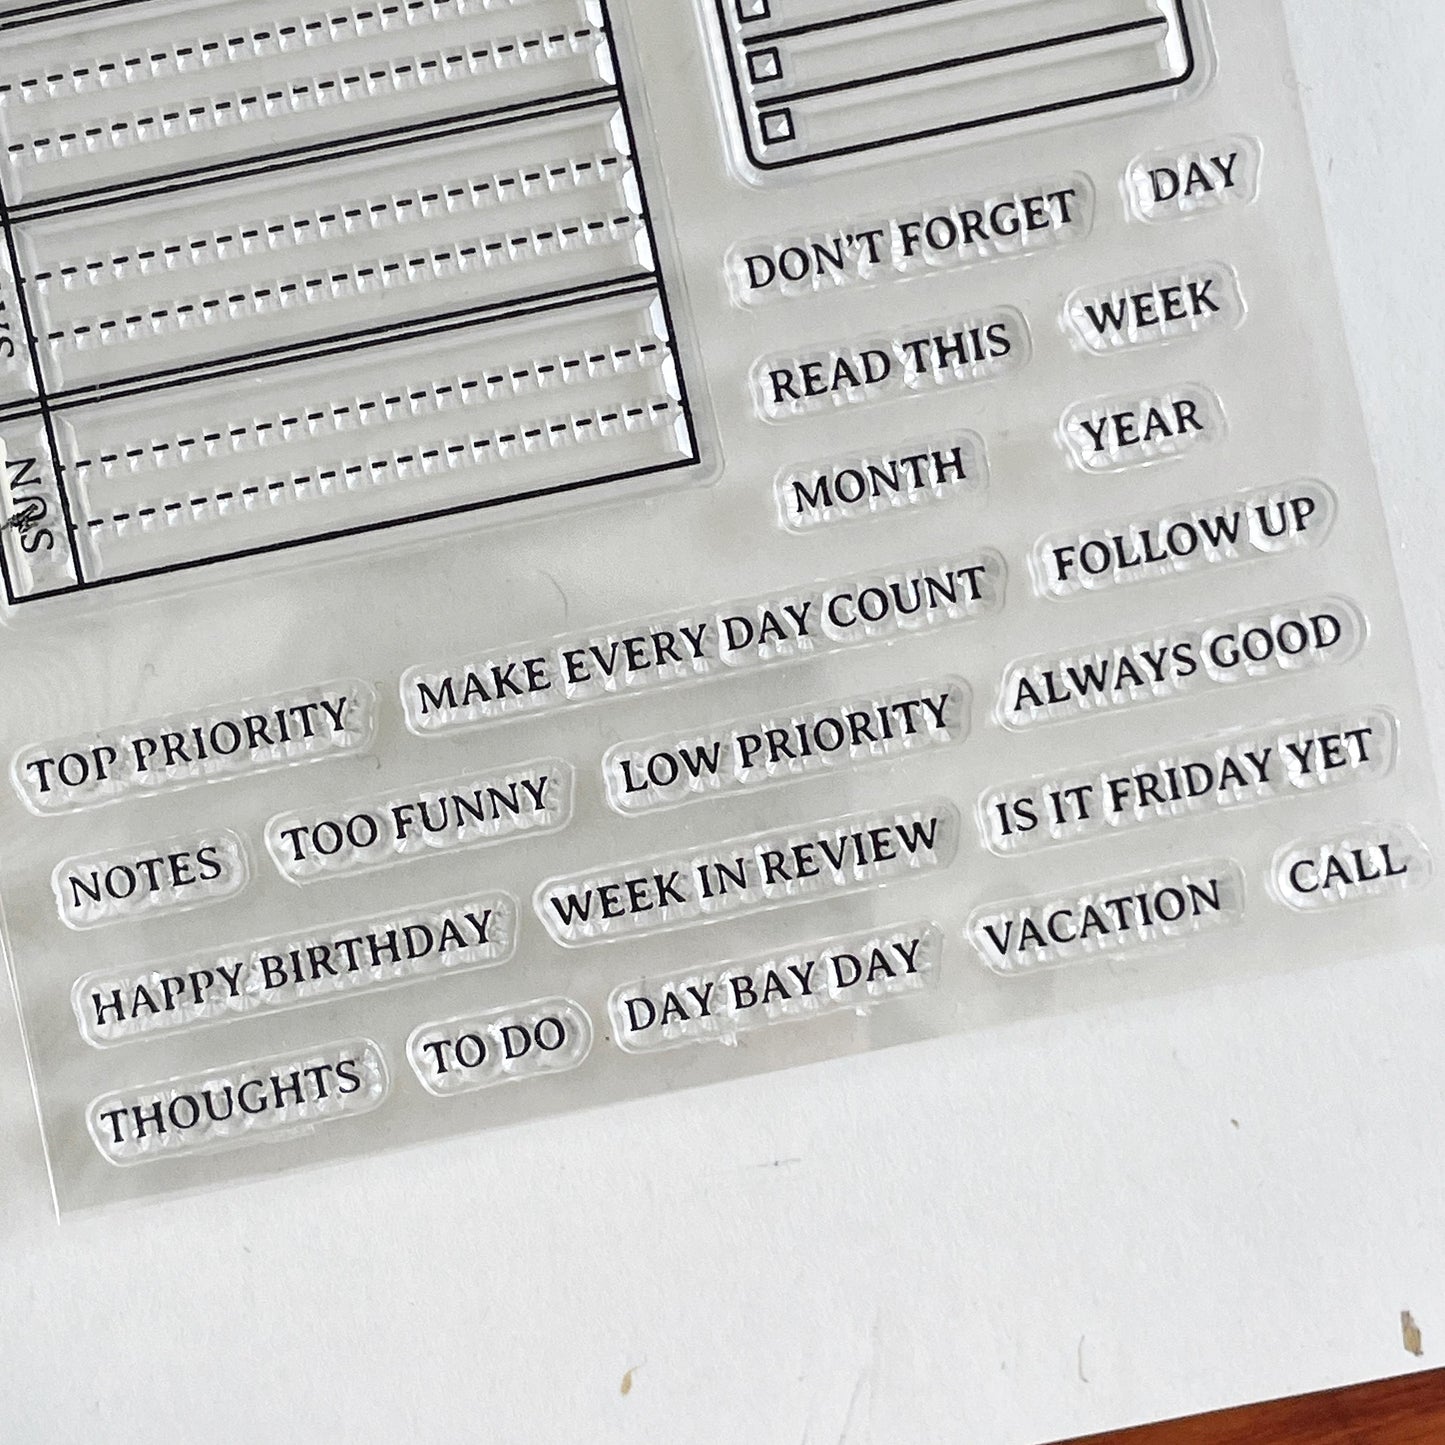 SUN
DON'T FORGET
DAY
READ THIS
WEEK
MONTH
YEAR
FOLLOW UP
MAKE EVERY DAY COUNT
TOP PRIORITY
ALWAYS GOOD
LOW PRIORITY
TOO FUNNY
NOTES
IS IT FRIDAY YET
WEEK IN REVIEW
HAPPY BIRTHDAY
CALL
VACATION
DAY BAY DAY
TO DO
THOUGHTS